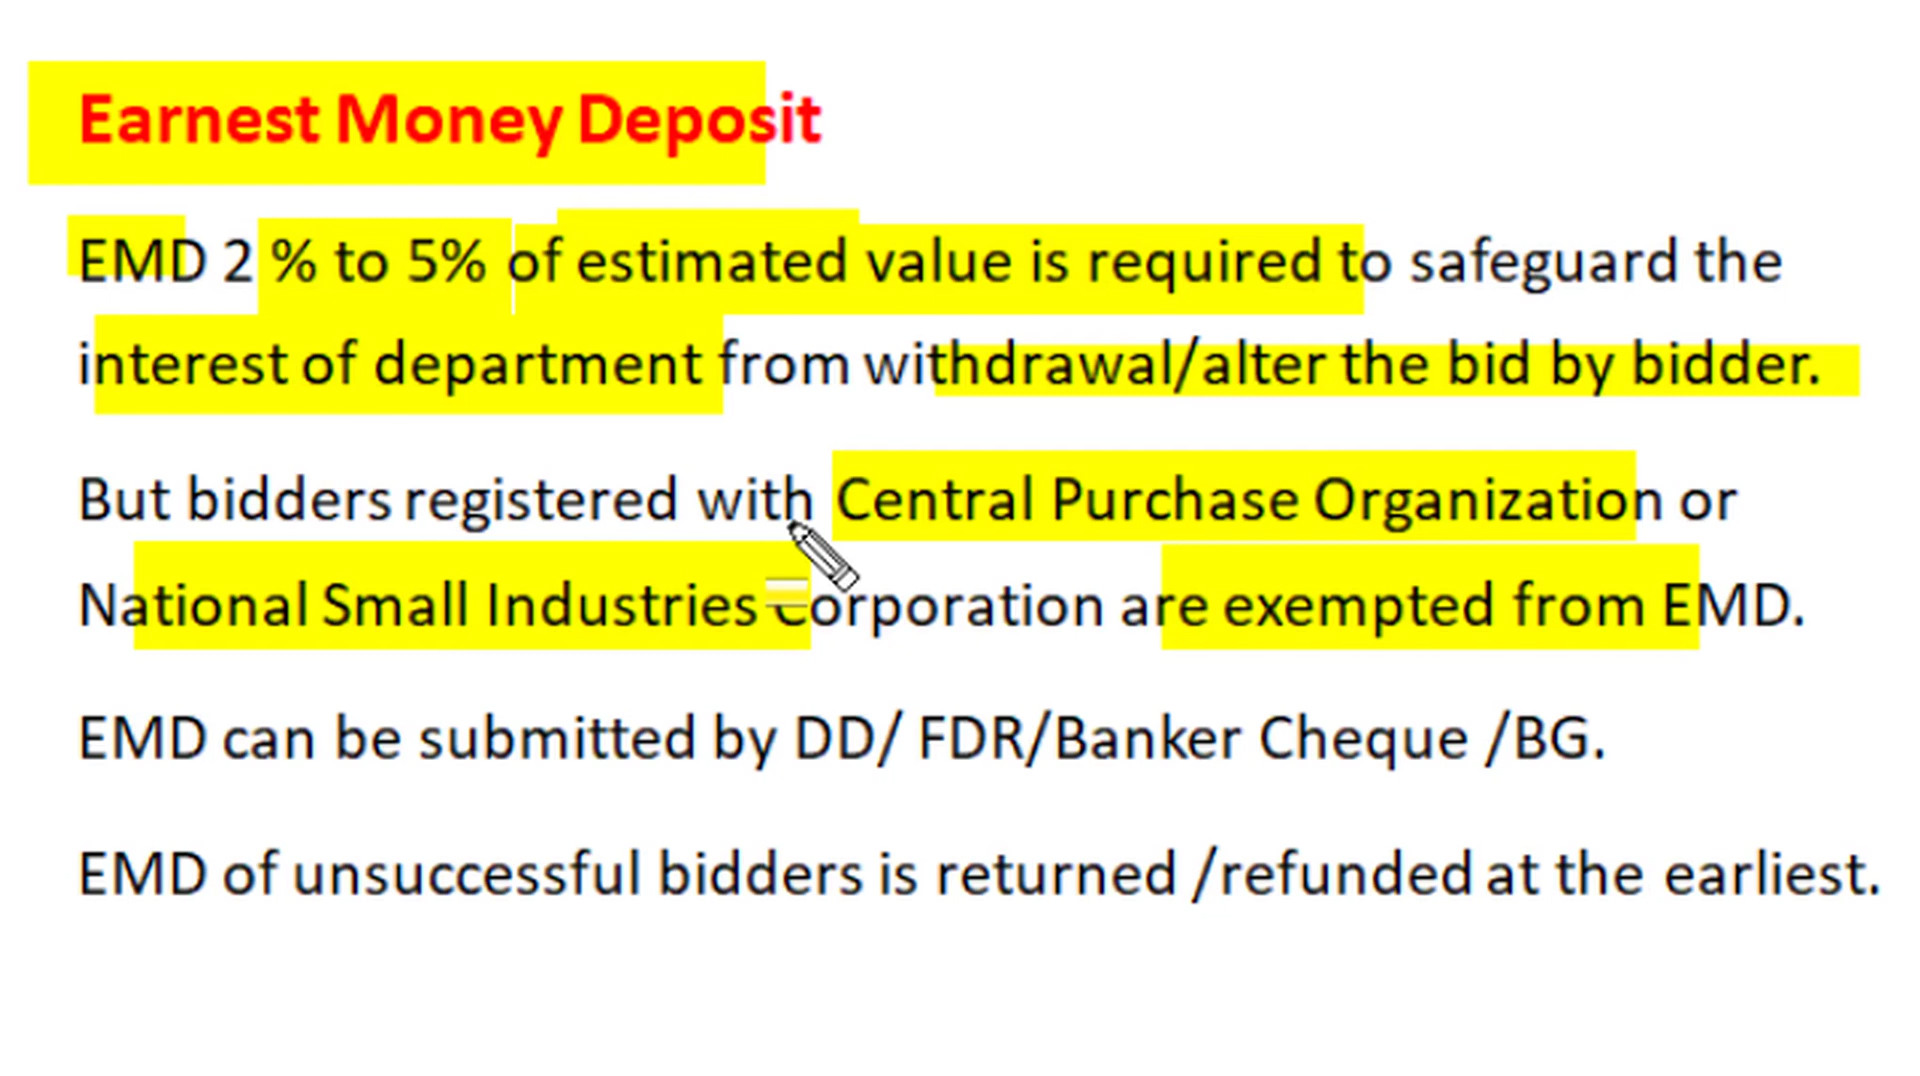 Earnest Money Deposit
EMD 2 % to 5% of estimated value is required to safeguard the
interest of department from withdrawal/alter the bid by bidder.
But bidders registered with Central Purchase Organization or
National Small Industries Corporation are exempted from EMD.
EMD can be submitted by DD/ FDR/Banker Cheque /BG.
EMD of unsuccessful bidders is returned /refunded at the earliest.